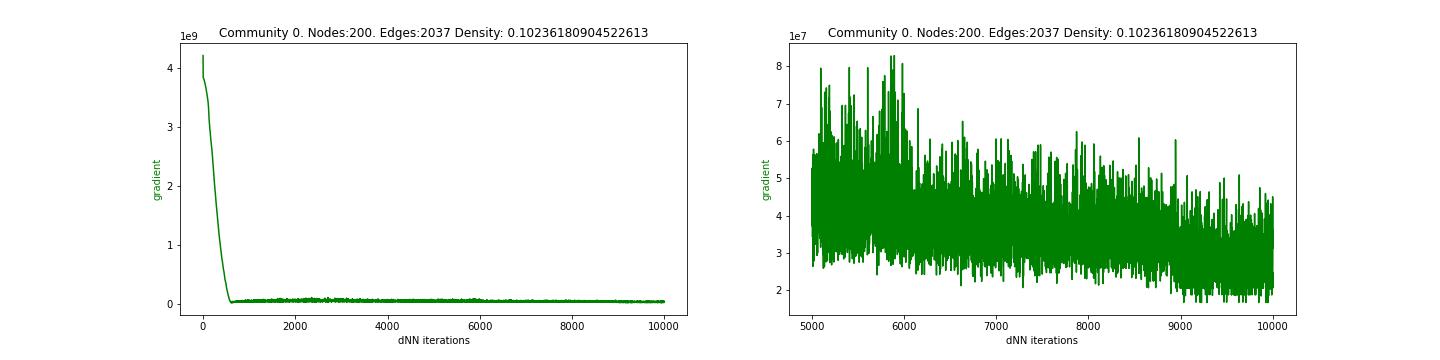 Community 0. Nodes:200. Edges:2037 Density: 0.10236180904522613
1e9
4
3
2
1
0
gradient
0 2000 4000 6000 8000 10000
dNN iterations
Community 0. Nodes:200. Edges:2037 Density: 0.10236180904522613
1e7
8
7
6
5
4
3
2
gradient
5000 6000 7000 8000 9000 10000
dNN iterations